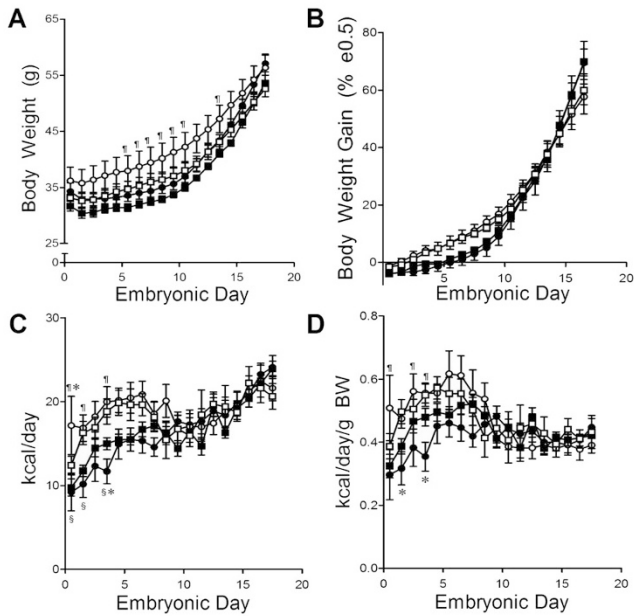 A
B
Body Weight (g)
65
55
45
35
25
0
¶ ¶ ¶ ¶ ¶ ¶ ¶
0 5 10 15 20
Embryonic Day
Body Weight Gain (% e0.5)
80
60
40
20
0
0 5 10 15 20
Embryonic Day
C
D
kcal/day
30
20
10
0
¶* ¶ ¶
§ § §*
0 5 10 15 20
Embryonic Day
kcal/day/g BW
0.8
0.6
0.4
0.2
0.0
¶ ¶ ¶
* *
0 5 10 15 20
Embryonic Day